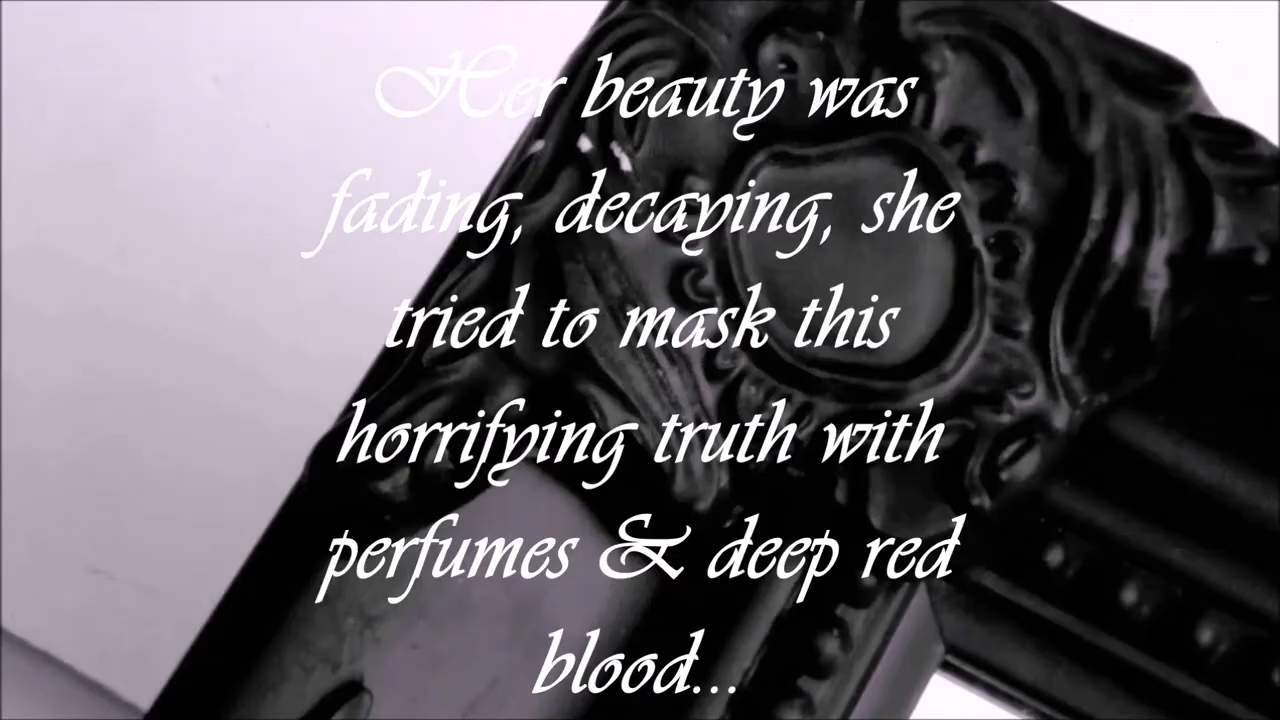 Her beauty was
fading, decaying, she
tried to mask this
horrifying truth with
perfumes & deep red
blood...